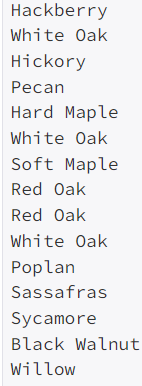 Hackberry
White Oak
Hickory
Pecan
Hard Maple
White Oak
Soft Maple
Red Oak
Red Oak
White Oak
Poplan
Sassafras
Sycamore
Black Walnut
Willow